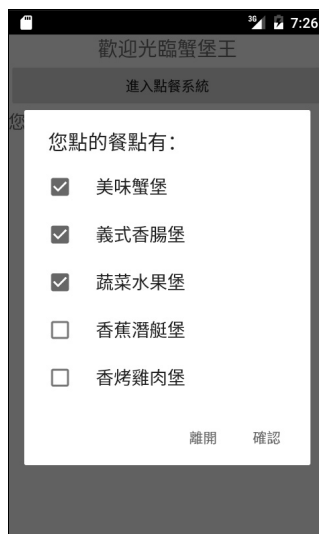 3G 7:26
歡迎光臨蟹堡王
進入點餐系統
您
您點的餐點有:
美味蟹堡
義式香腸堡
蔬菜水果堡
香蕉潛艇堡
香烤雞肉堡
離開 確認